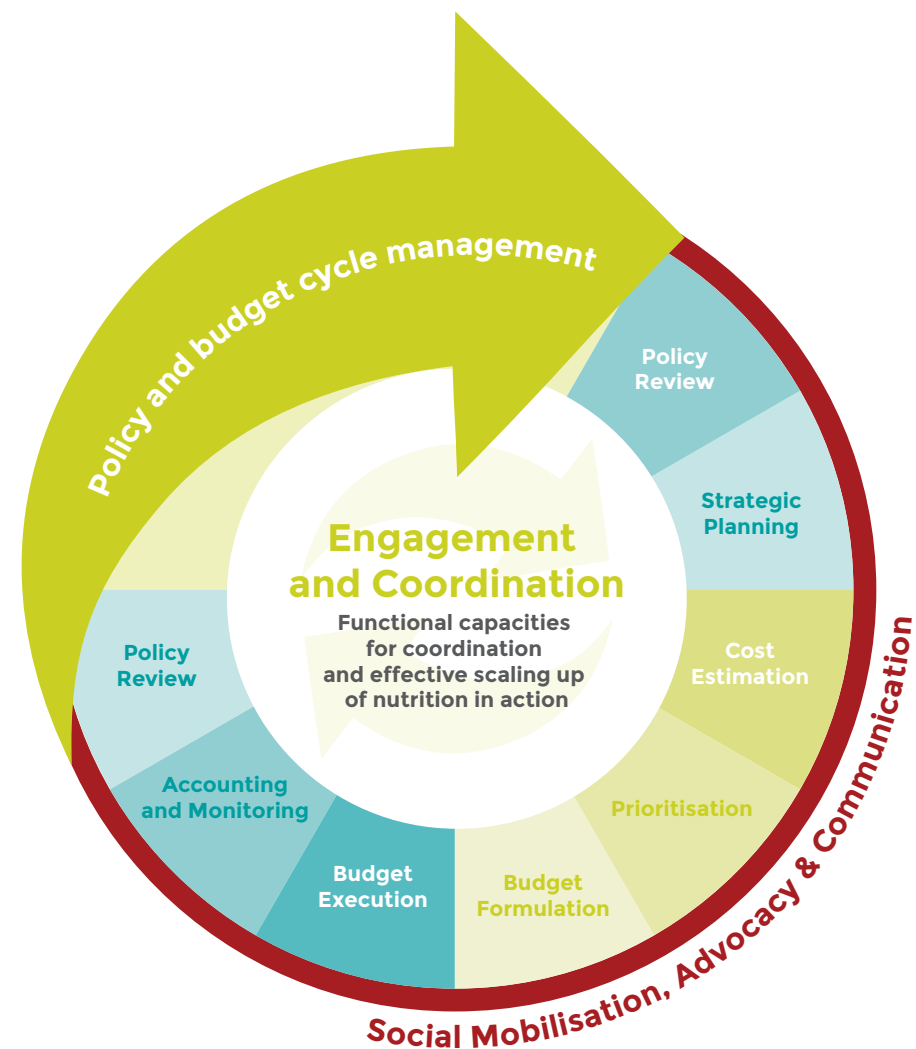 Policy and budget cycle management
Policy
Review
Strategic
Planning
Cost
Estimation
Prioritisation
Budget
Formulation
Budget
Execution
Accounting
and Monitoring
Policy
Review
Engagement
and Coordination
Functional capacities
for coordination
and effective scaling up
of nutrition in action
Social Mobilisation, Advocacy & Communication